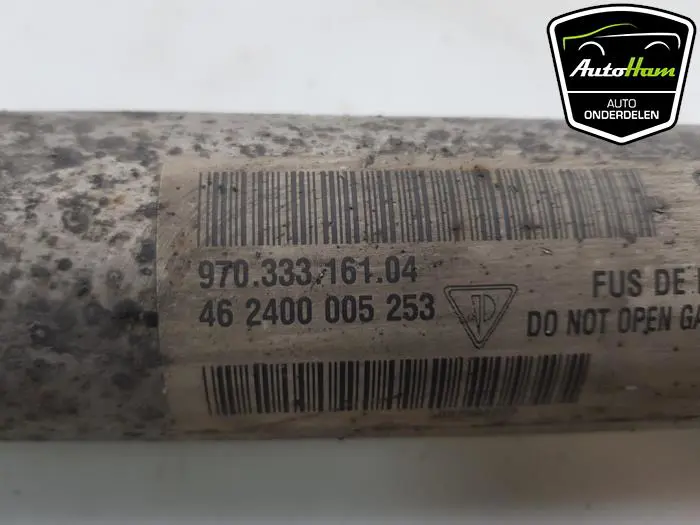 AutoHam
AUTO
ONDERDELEN
970.333.161.04
46 2400 005 253
FUS DE
DO NOT OPEN GA